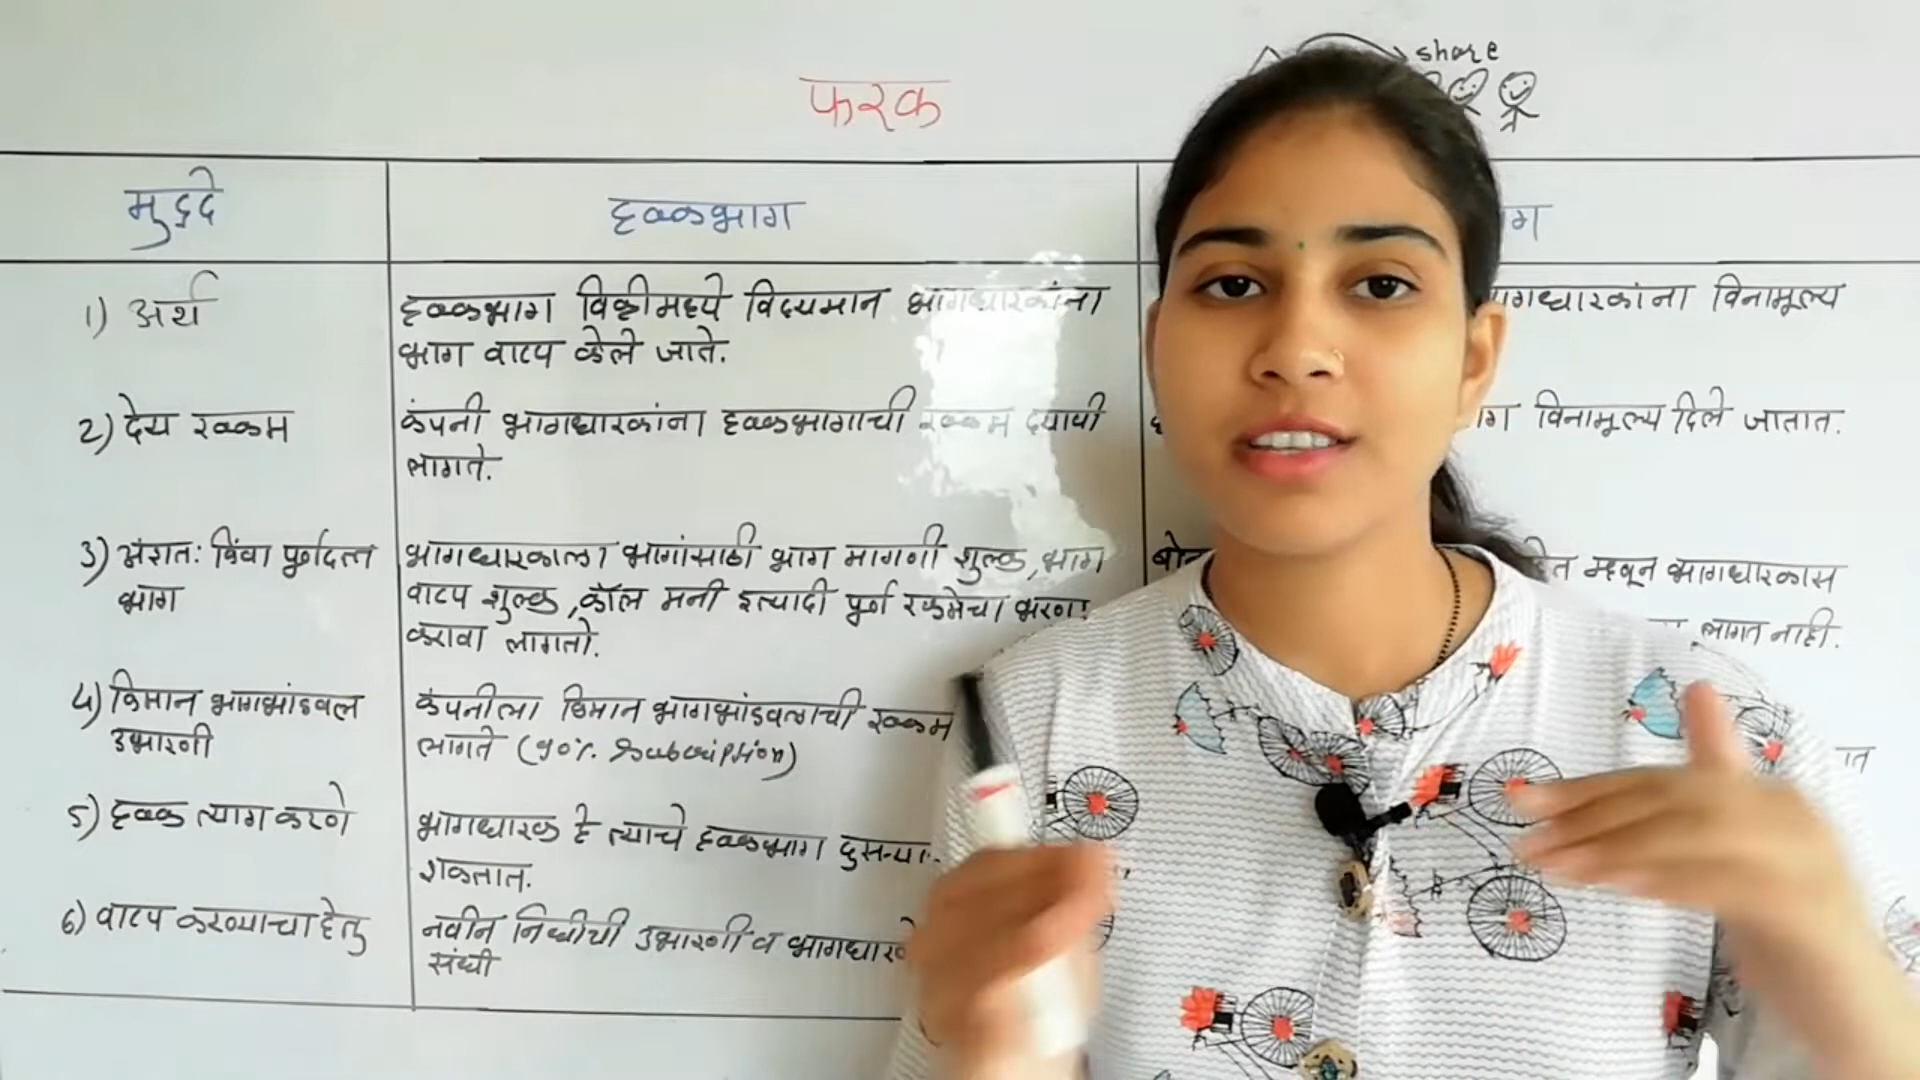 share
फरक
मुद्दे
हक्कभाग
ग
1) अर्थ
हक्कभाग विक्रीमध्ये विद्यमान भागधारकांना
भाग वाटप केले जाते.
भागधारकांना विनामूल्य
2) देय रक्कम
कंपनी भागधारकांना हक्कभागाची रक्कम द्यावी
लागते.
विनामूल्य दिले जातात.
3) अंशतः किंवा पूर्णदत्त
भाग
भागधारकाला भागांसाठी भाग मागणी शुल्क, भाग
वाटप शुल्क, कॉल मनी इत्यादी पूर्ण रकमेचा भरणा
करावा लागतो.
म्हणून भागधारकास
लागत नाही.
4) किमान भागभांडवल
उभारणी
कंपनीला किमान भागभांडवलाची रक्कम
लागते (90% Subscription)
5) हक्क त्याग करणे
भागधारक हे त्याचे हक्कभाग दुसऱ्या
शकतात.
6) वाटप करण्याचा हेतु
नवीन निधीची उभारणी व
संधी